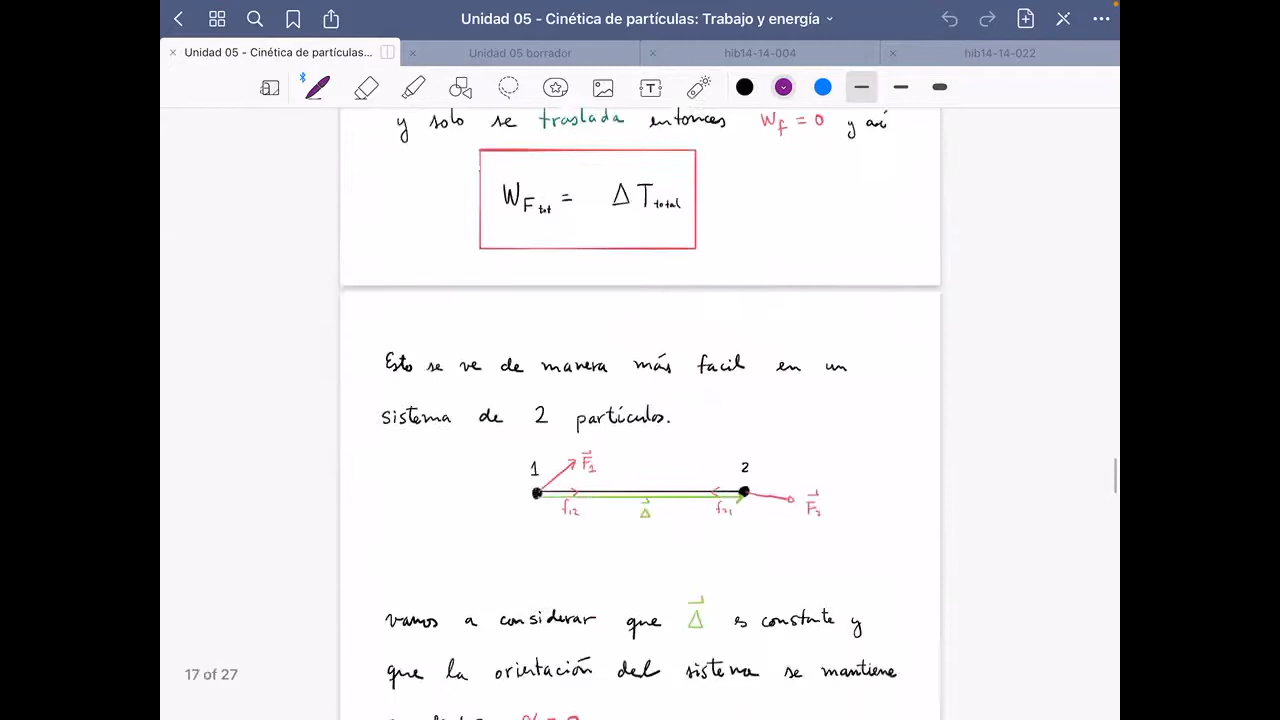 Unidad 05 - Cinética de partículas: Trabajo y energía
Unidad 05 - Cinética de partículas...
Unidad 05 borrador
hib14-14-004
hib14-14-022
y solo se traslada entonces W_f = 0 y así
W_F_tot = Δ T_total
Esto se ve de manera más facil en un
sistema de 2 partículas.
1
F₁
2
f₁₂
Δ
f₂₁
F₂
vamos a considerar que Δ es constante y
que la orientación del sistema se mantiene
17 of 27